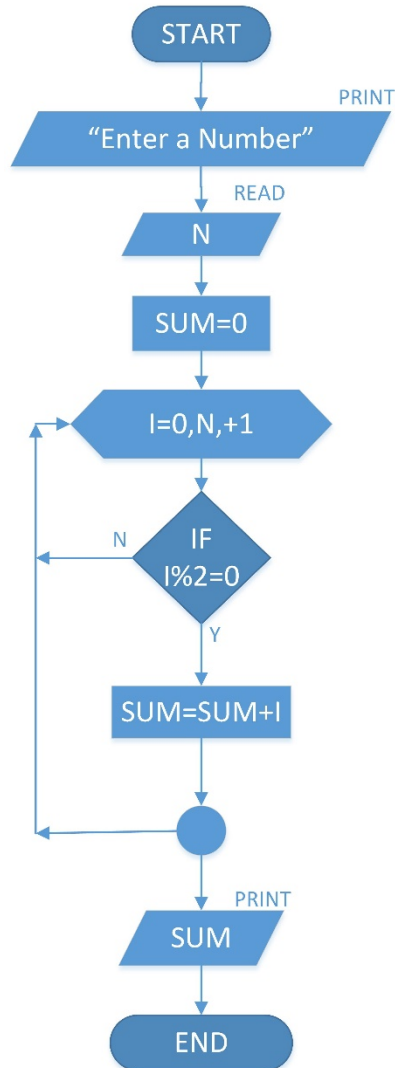 START
PRINT
“Enter a Number”
READ
N
SUM=0
I=0,N,+1
N
IF
I%2=0
Y
SUM=SUM+I
PRINT
SUM
END